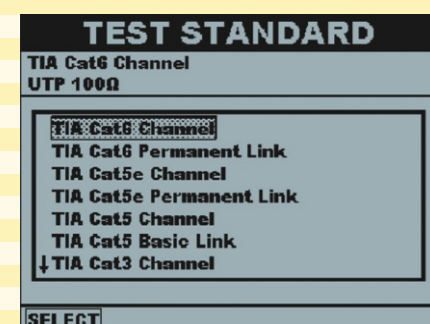 TEST STANDARD
TIA Cat6 Channel
UTP 100Ω
TIA Cat6 Channel
TIA Cat6 Permanent Link
TIA Cat5e Channel
TIA Cat5e Permanent Link
TIA Cat5 Channel
TIA Cat5 Basic Link
↓TIA Cat3 Channel
SELECT